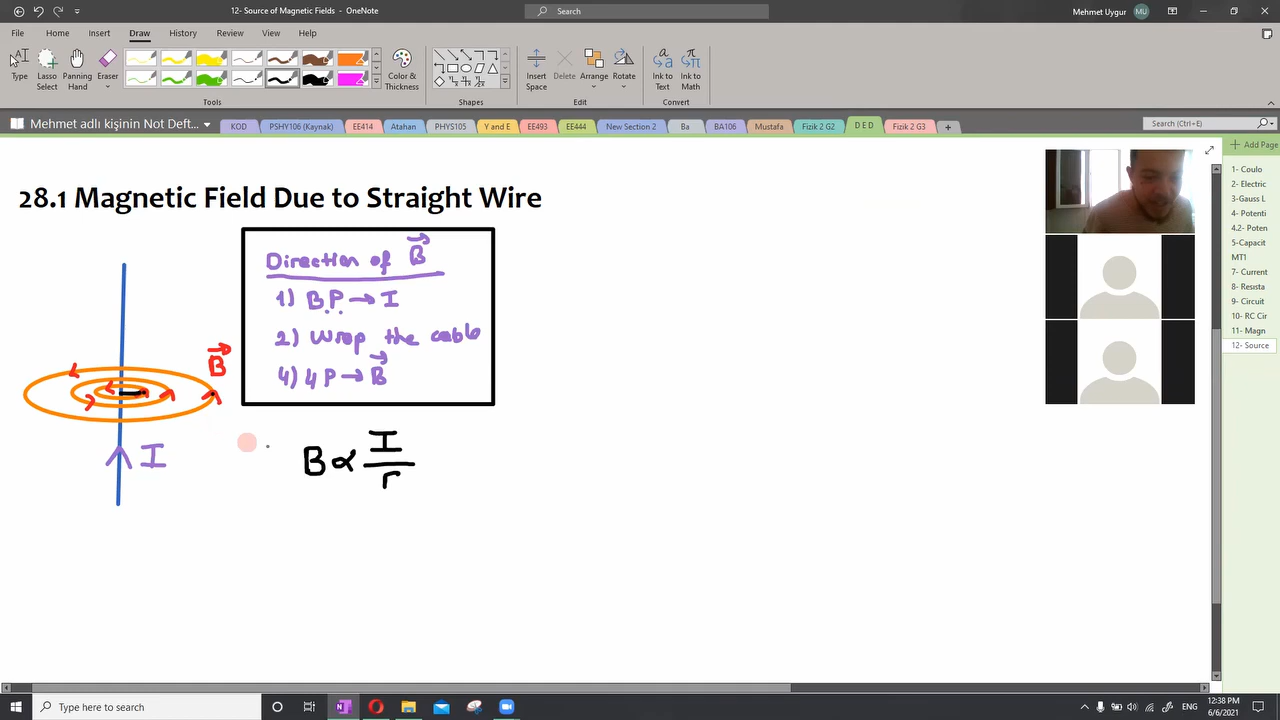 12- Source of Magnetic Fields - OneNote
Search
Mehmet Uygur
MU
File Home Insert Draw History Review View Help
Type
Lasso Select
Panning Hand
Eraser
Color & Thickness
Insert Space
Delete
Arrange
Rotate
Ink to Text
Ink to Math
Tools
Shapes
Edit
Convert
Mehmet adlı kişinin Not Deft...
KOD PSHY106 (Kaynak) EE414 Atahan PHYS105 Y and E EE493 EE444 New Section 2 Ba BA106 Mustafa Fizik 2 G2 D E D Fizik 2 G3 +
Search (Ctrl+E)
Add Page
28.1 Magnetic Field Due to Straight Wire
Direction of B⃗
1) B P → I
2) Wrap the cable
4) 4 P → B⃗
B⃗
I
B ∝ I/r
1- Coulo
2- Electric
3-Gauss L
4- Potenti
4.2- Poten
5-Capacit
MT1
7- Current
8- Resista
9- Circuit
10- RC Cir
11- Magn
12- Source
Type here to search
ENG
12:38 PM
6/6/2021